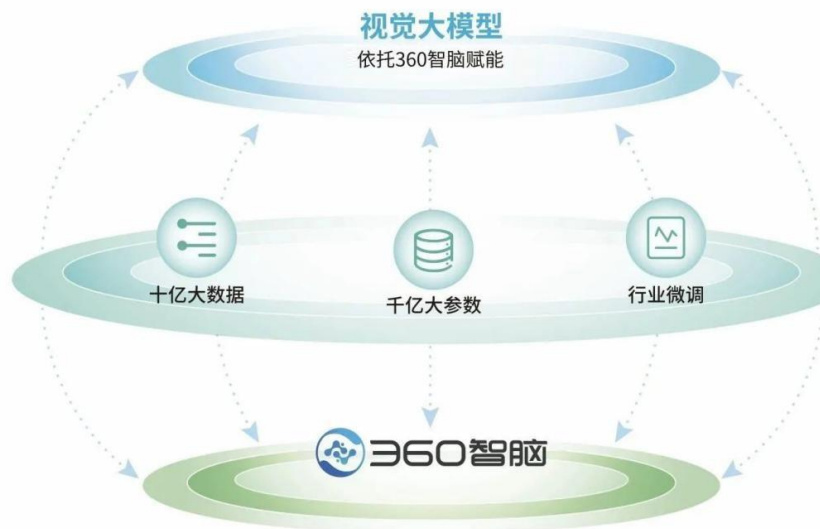 视觉大模型
依托360智脑赋能
十亿大数据
千亿大参数
行业微调
360智脑